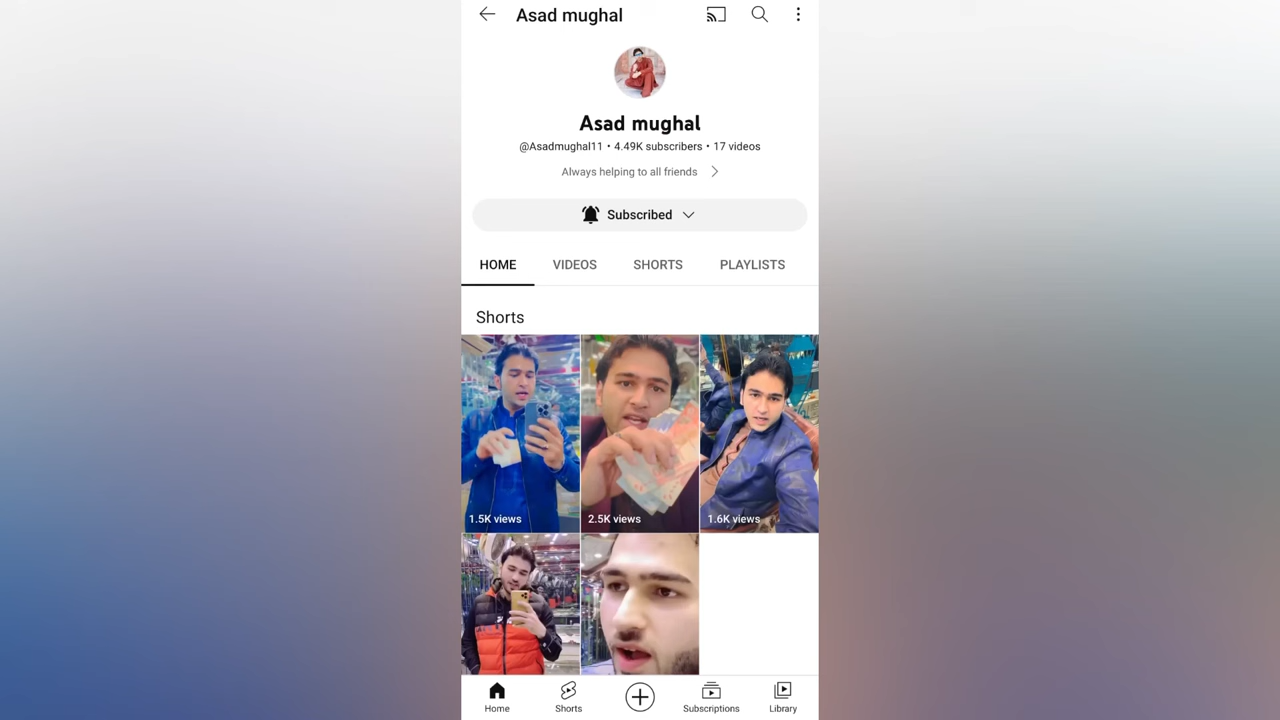 Asad mughal
Asad mughal
@Asadmughal11 • 4.49K subscribers • 17 videos
Always helping to all friends
Subscribed
HOME VIDEOS SHORTS PLAYLISTS
Shorts
1.5K views 2.5K views 1.6K views
Home Shorts Subscriptions Library